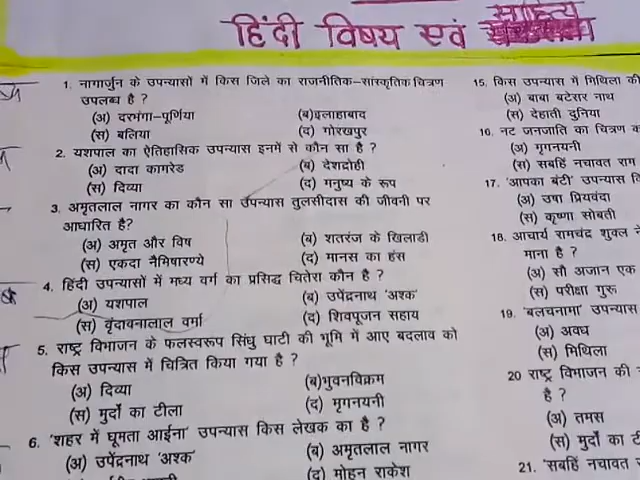 हिंदी विषय एवं साहित्य
1. नागार्जुन के उपन्यासों में किस जिले का राजनीतिक–सांस्कृतिक चित्रण
उपलब्ध है ?
(अ) दरभंगा–पूर्णिया (ब)इलाहाबाद
(स) बलिया (द) गोरखपुर
2. यशपाल का ऐतिहासिक उपन्यास इनमें से कौन सा है ?
(अ) दादा कामरेड (ब) देशद्रोही
(स) दिव्या (द) मनुष्य के रूप
3. अमृतलाल नागर का कौन सा उपन्यास तुलसीदास की जीवनी पर
आधारित है?
(अ) अमृत और विष (ब) शतरंज के खिलाडी
(स) एकदा नैमिषारण्ये (द) मानस का हंस
4. हिंदी उपन्यासों में मध्य वर्ग का प्रसिद्ध चितेरा कौन है ?
(अ) यशपाल (ब) उपेंद्रनाथ 'अश्क'
(स) वृंदावनालाल वर्मा (द) शिवपूजन सहाय
5. राष्ट्र विभाजन के फलस्वरूप सिंधु घाटी की भूमि में आए बदलाव को
किस उपन्यास में चित्रित किया गया है ?
(अ) दिव्या (ब)भुवनविक्रम
(स) मुर्दों का टीला (द) मृगनयनी
6. 'शहर में घूमता आईना' उपन्यास किस लेखक का है ?
(अ) उपेंद्रनाथ 'अश्क' (ब) अमृतलाल नागर
(द) मोहन राकेश
15. किस उपन्यास में मिथिला की
(अ) बाबा बटेसर नाथ
(स) देहाती दुनिया
16. नट जनजाति का चित्रण
(अ) मृगनयनी
(स) सबहिं नचावत राम
17. 'आपका बंटी' उपन्यास
(अ) उषा प्रियवंदा
(स) कृष्णा सोबती
18. आचार्य रामचंद्र शुक्ल ने
माना है ?
(अ) सौ अजान एक
(स) परीक्षा गुरू
19. 'बलचनामा' उपन्यास
(अ) अवध
(स) मिथिला
20 राष्ट्र विभाजन की
है ?
(अ) तमस
(स) मुर्दों का
21. 'सबहिं नचावत